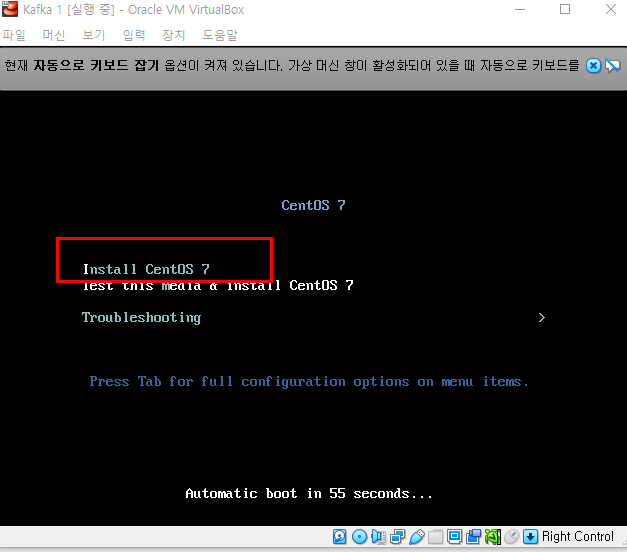 Kafka 1 [실행 중] - Oracle VM VirtualBox
파일 머신 보기 입력 장치 도움말
현재 자동으로 키보드 잡기 옵션이 켜져 있습니다. 가상 머신 창이 활성화되어 있을 때 자동으로 키보드를
CentOS 7
Install CentOS 7
Test this media & install CentOS 7
Troubleshooting >
Press Tab for full configuration options on menu items.
Automatic boot in 55 seconds...
Right Control